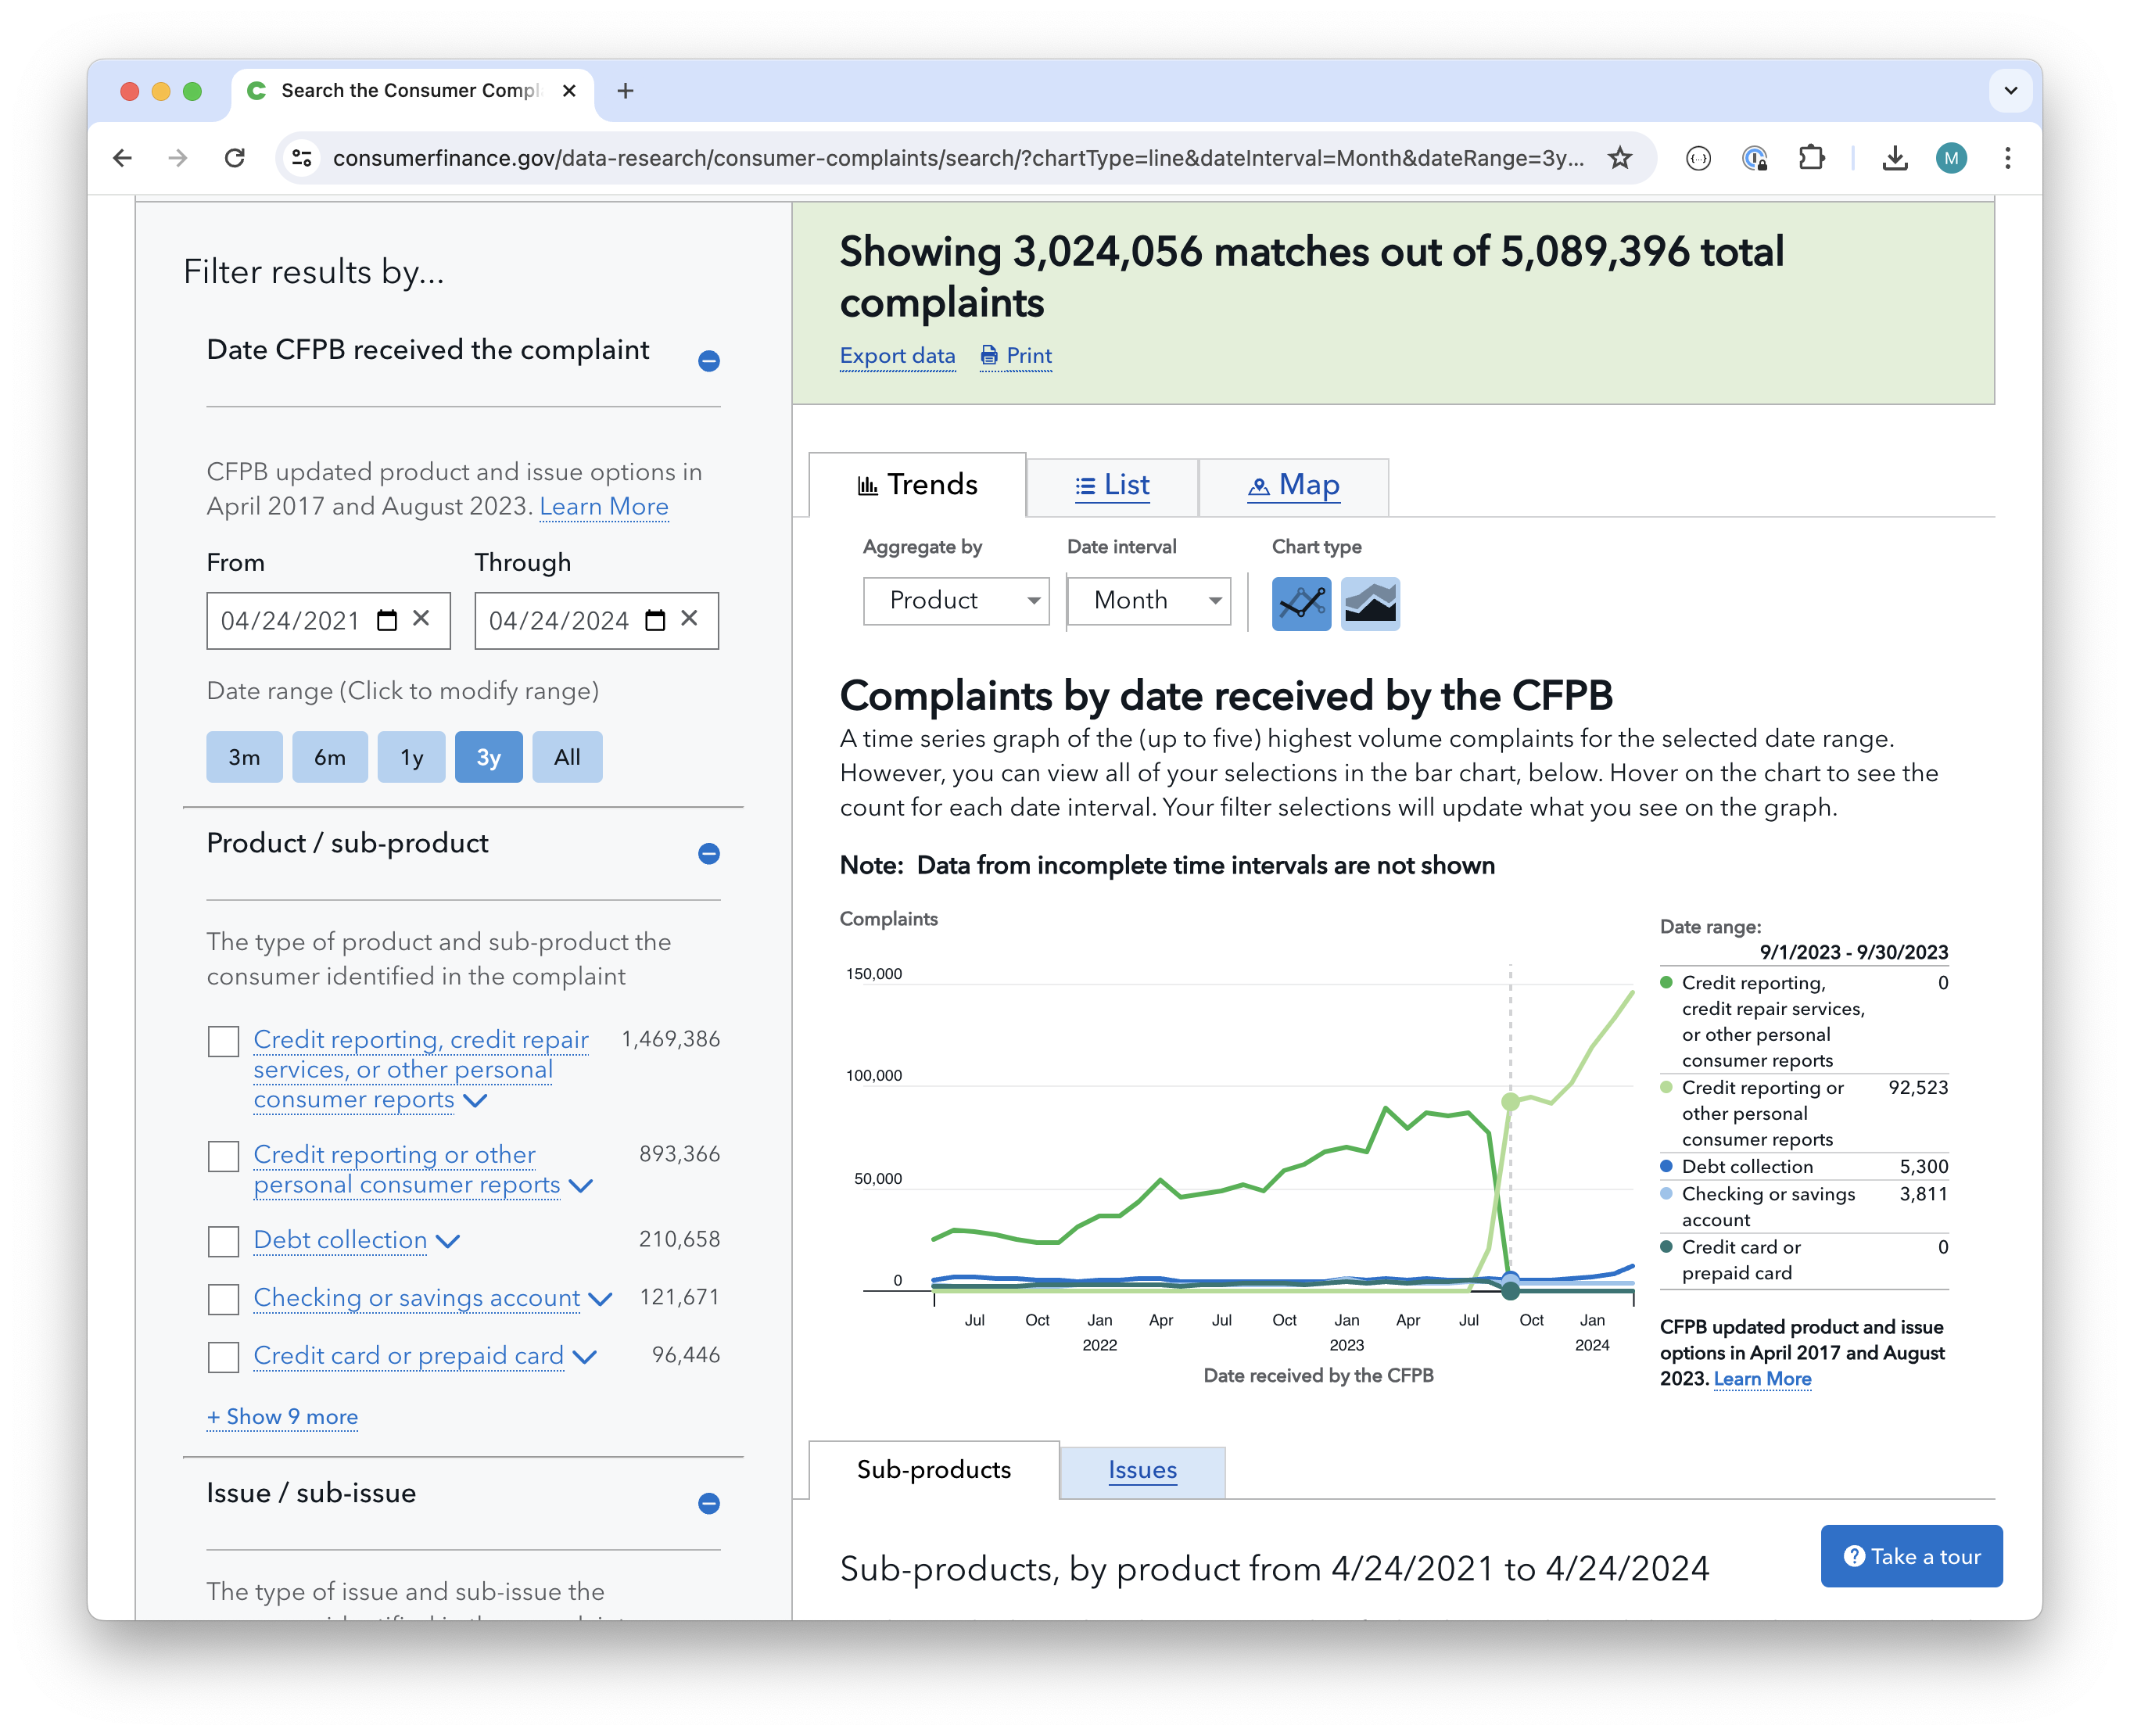 Search the Consumer Compl
consumerfinance.gov/data-research/consumer-complaints/search/?chartType=line&dateInterval=Month&dateRange=3y...
M
Filter results by...
Date CFPB received the complaint
CFPB updated product and issue options in
April 2017 and August 2023. Learn More
From
Through
04/24/2021
04/24/2024
Date range (Click to modify range)
3m
6m
1y
3y
All
Product / sub-product
The type of product and sub-product the
consumer identified in the complaint
Credit reporting, credit repair 1,469,386
services, or other personal
consumer reports
Credit reporting or other 893,366
personal consumer reports
Debt collection 210,658
Checking or savings account 121,671
Credit card or prepaid card 96,446
+ Show 9 more
Issue / sub-issue
The type of issue and sub-issue the
Showing 3,024,056 matches out of 5,089,396 total
complaints
Export data Print
Trends
List
Map
Aggregate by
Date interval
Chart type
Product
Month
Complaints by date received by the CFPB
A time series graph of the (up to five) highest volume complaints for the selected date range.
However, you can view all of your selections in the bar chart, below. Hover on the chart to see the
count for each date interval. Your filter selections will update what you see on the graph.
Note: Data from incomplete time intervals are not shown
Complaints
150,000
100,000
50,000
0
Jul Oct Jan Apr Jul Oct Jan Apr Jul Oct Jan
2022 2023 2024
Date received by the CFPB
Date range:
9/1/2023 - 9/30/2023
Credit reporting, 0
credit repair services,
or other personal
consumer reports
Credit reporting or 92,523
other personal
consumer reports
Debt collection 5,300
Checking or savings 3,811
account
Credit card or 0
prepaid card
CFPB updated product and issue
options in April 2017 and August
2023. Learn More
Sub-products
Issues
Sub-products, by product from 4/24/2021 to 4/24/2024
Take a tour